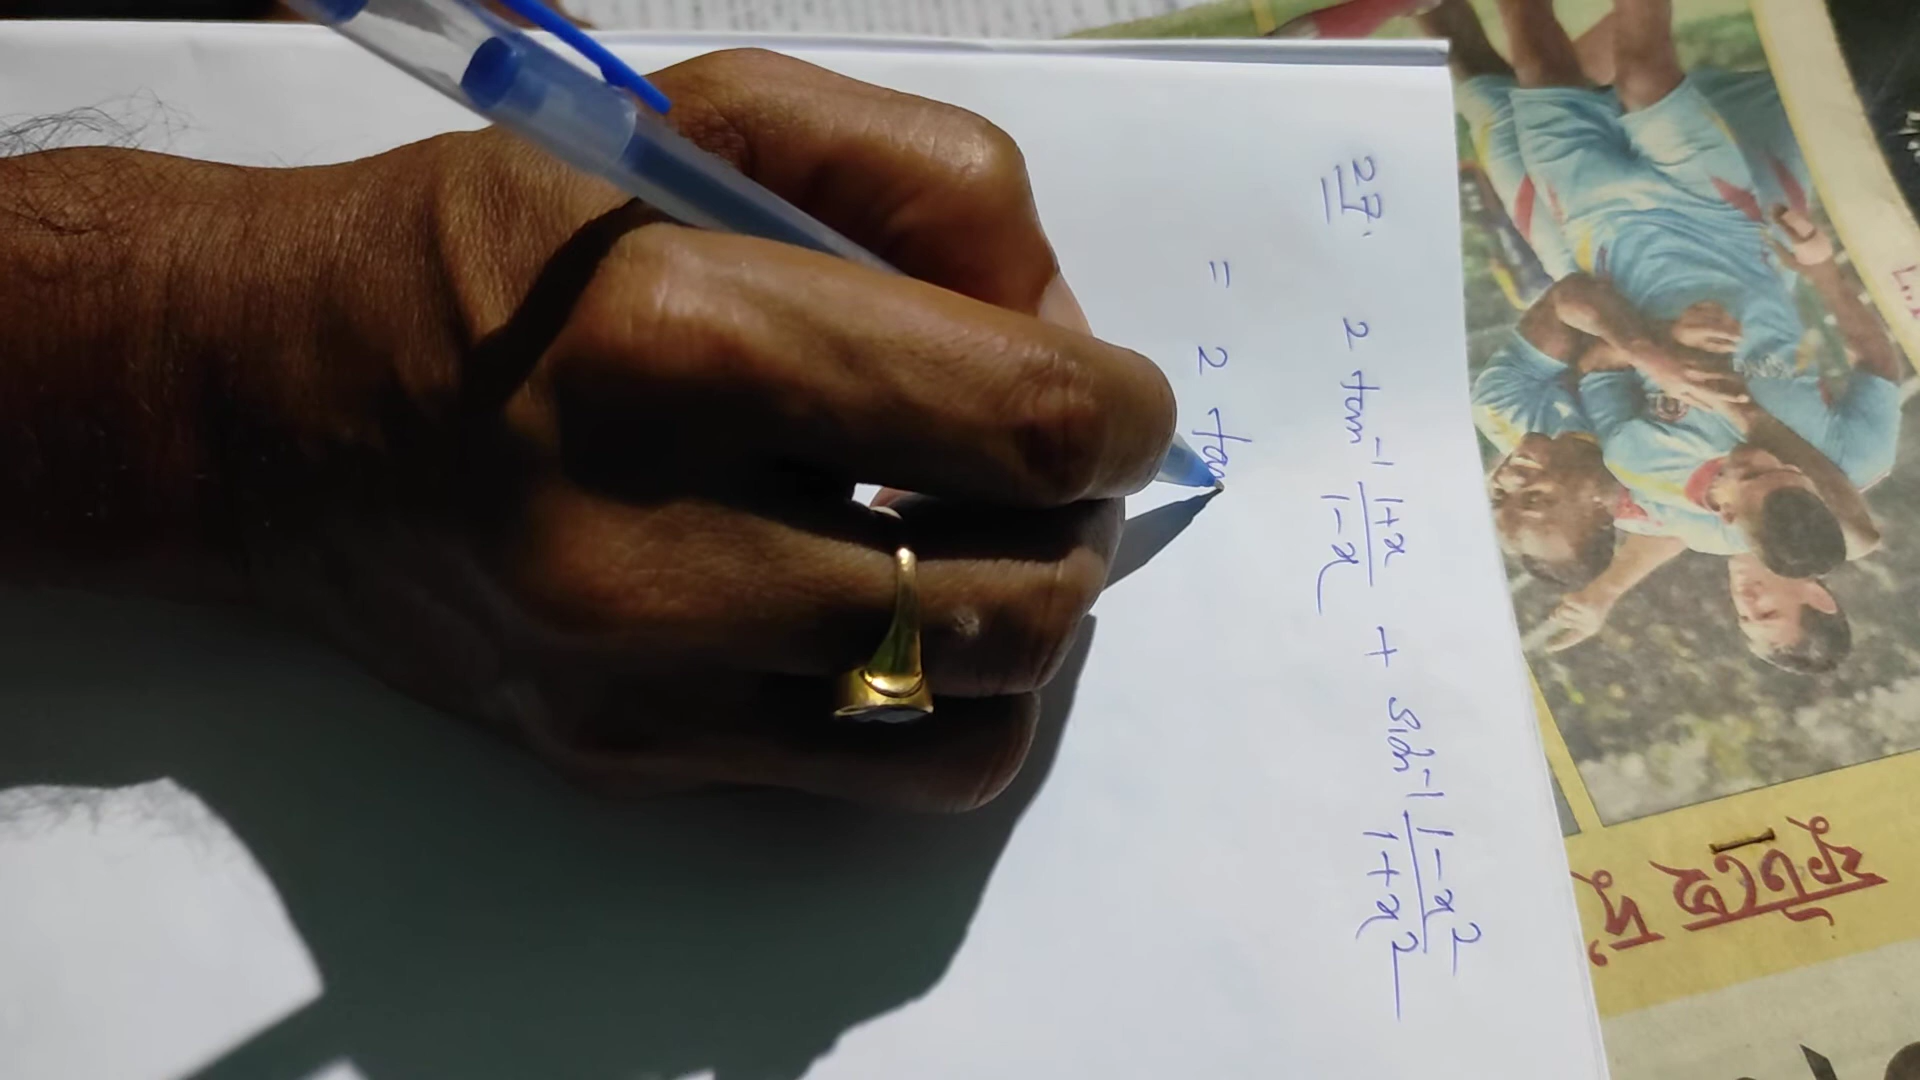 27. 2 tan⁻¹ (1+x)/(1-x) + sin⁻¹ (1-x²)/(1+x²)
= 2 tan